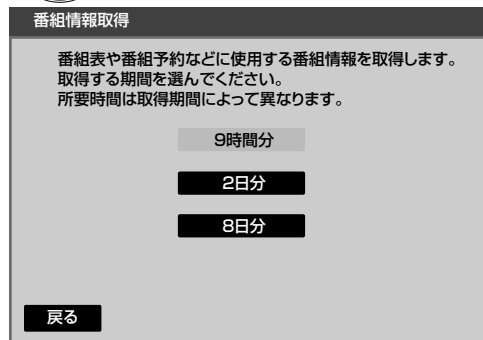 番組情報取得
番組表や番組予約などに使用する番組情報を取得します。
取得する期間を選んでください。
所要時間は取得期間によって異なります。
9時間分
2日分
8日分
戻る